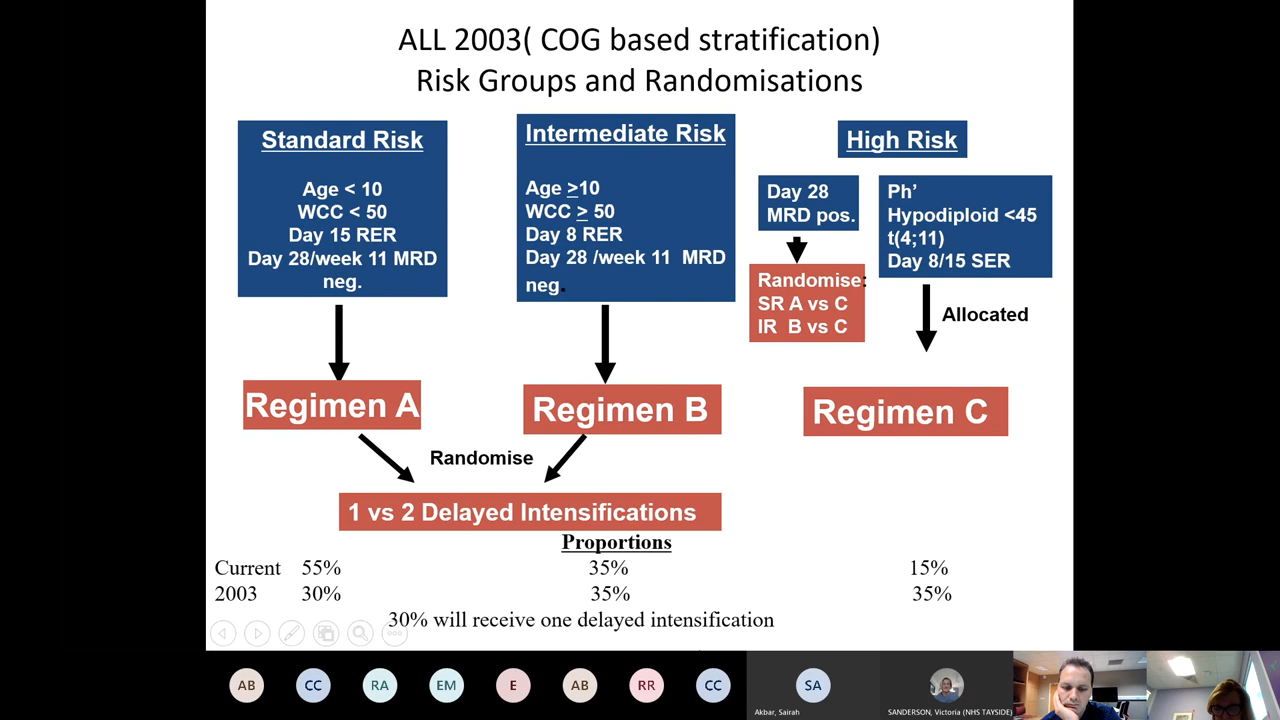 ALL 2003( COG based stratification)
Risk Groups and Randomisations
Standard Risk
Age < 10
WCC < 50
Day 15 RER
Day 28/week 11 MRD
neg.
Intermediate Risk
Age ≥10
WCC ≥ 50
Day 8 RER
Day 28 /week 11 MRD
neg.
High Risk
Day 28
MRD pos.
Randomise:
SR A vs C
IR B vs C
Ph’
Hypodiploid <45
t(4;11)
Day 8/15 SER
Allocated
Regimen A
Regimen B
Regimen C
Randomise
1 vs 2 Delayed Intensifications
Proportions
Current 55% 35% 15%
2003 30% 35% 35%
30% will receive one delayed intensification
AB CC RA EM E AB RR CC SA
Akbar, Sairah
SANDERSON, Victoria (NHS TAYSIDE)